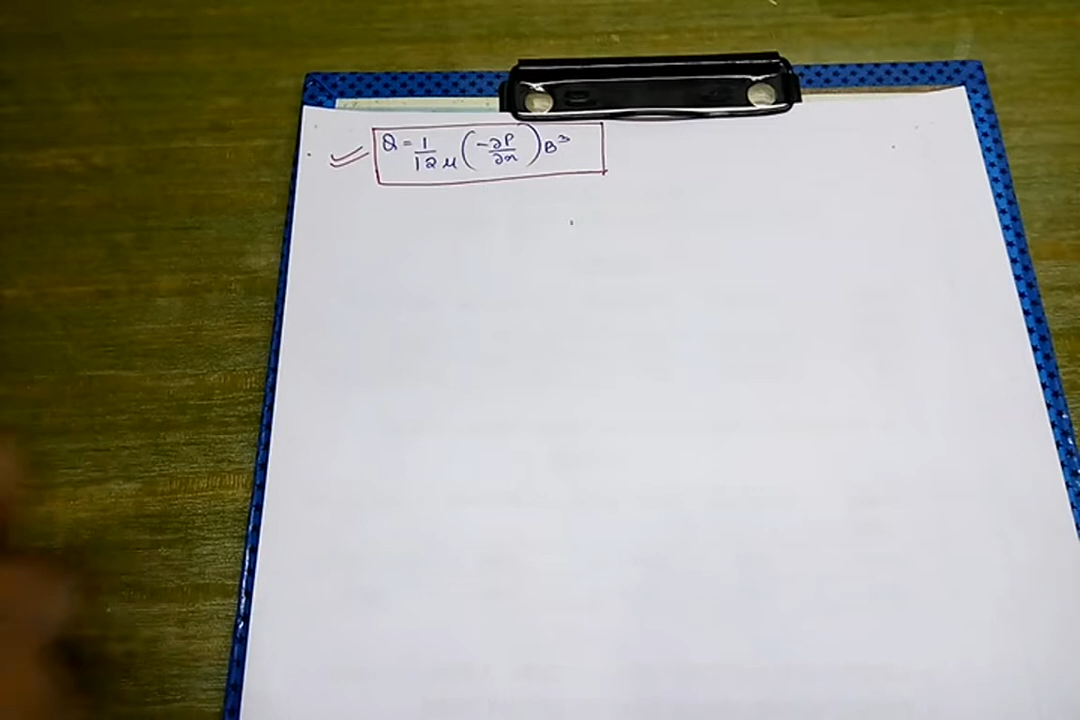 Q = 1/12μ (-∂P/∂x) B³